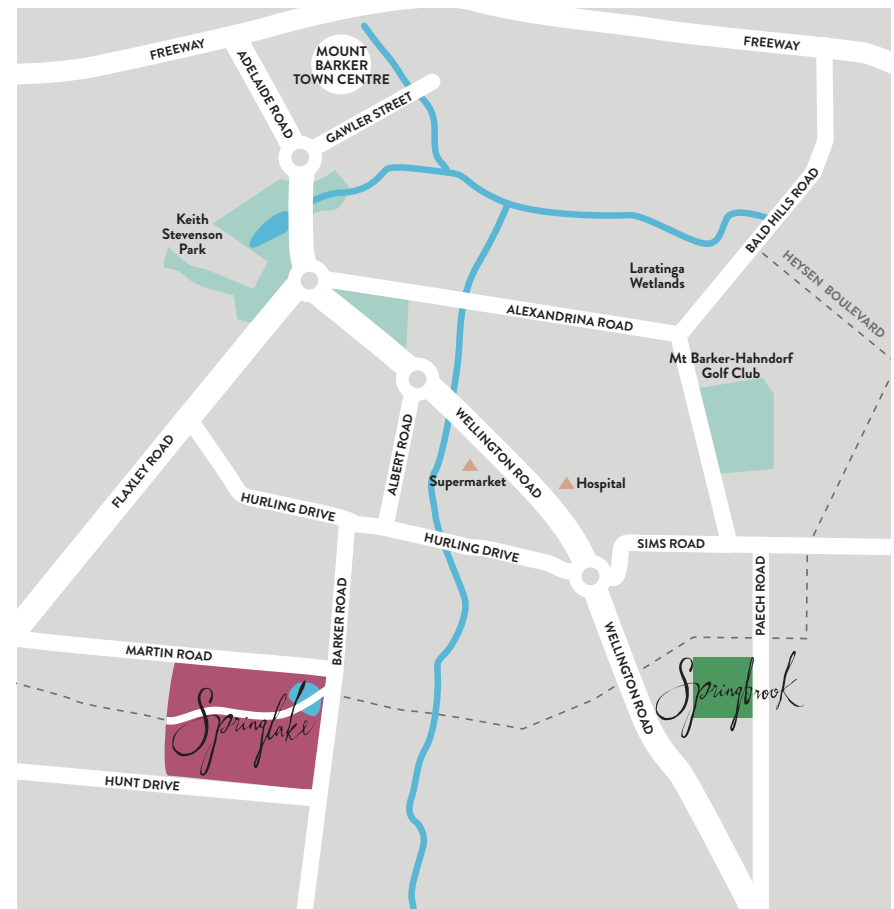 FREEWAY
FREEWAY
MOUNT
BARKER
TOWN CENTRE
ADELAIDE ROAD
GAWLER STREET
BALD HILLS ROAD
Keith
Stevenson
Park
HEYSEN BOULEVARD
Laratinga
Wetlands
ALEXANDRINA ROAD
Mt Barker-Hahndorf
Golf Club
FLAXLEY ROAD
ALBERT ROAD
WELLINGTON ROAD
Supermarket
Hospital
HURLING DRIVE
HURLING DRIVE
SIMS ROAD
PAECH ROAD
BARKER ROAD
MARTIN ROAD
WELLINGTON ROAD
Springbrook
Springlake
HUNT DRIVE